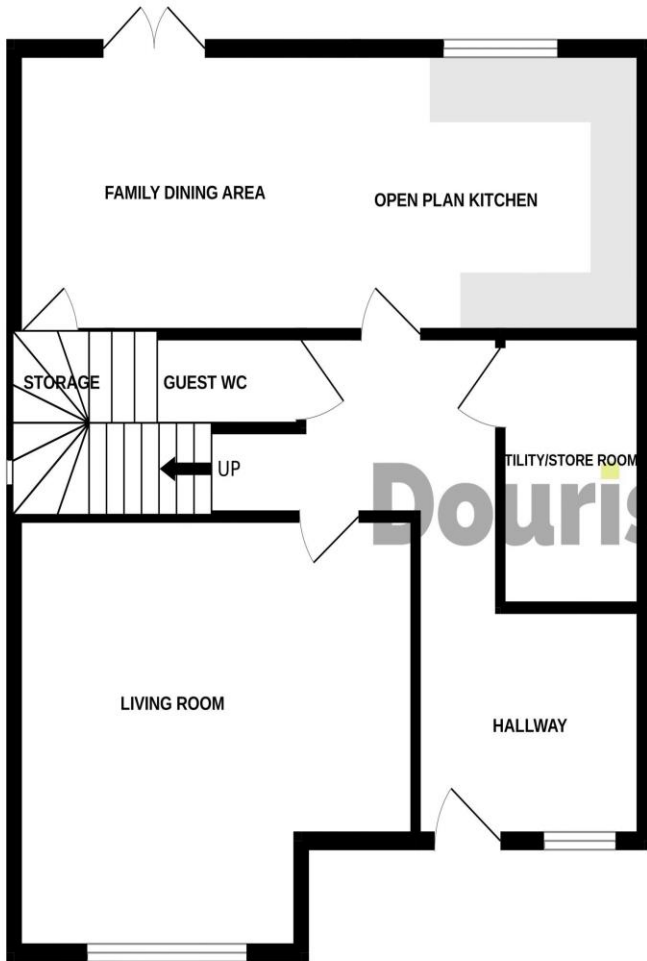 FAMILY DINING AREA
OPEN PLAN KITCHEN
STORAGE
GUEST WC
TILITY/STORE ROOM
UP
Douris
LIVING ROOM
HALLWAY